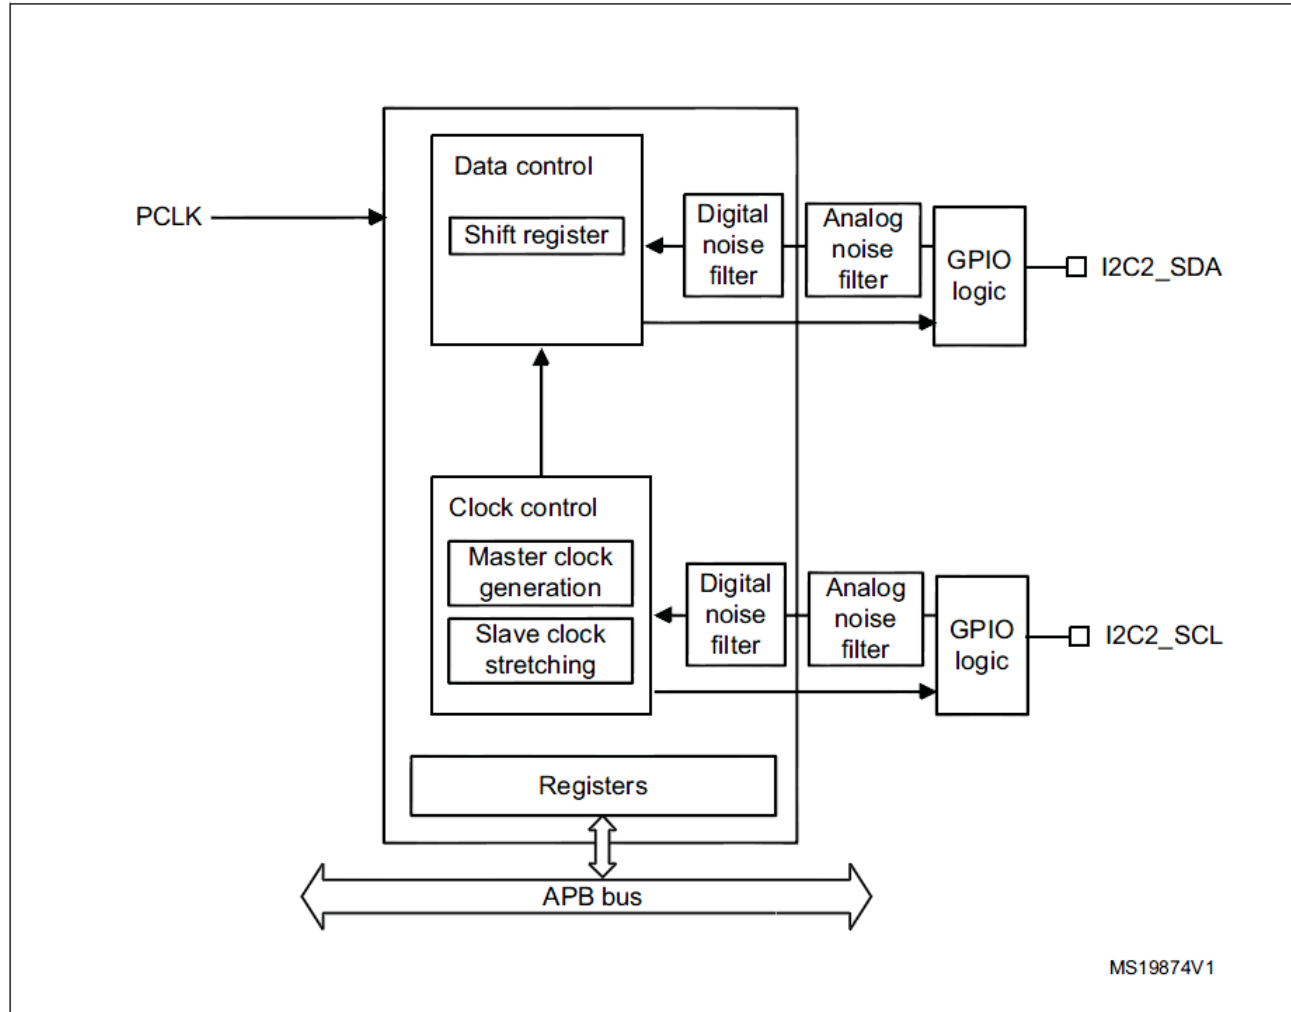 Data control
PCLK
Shift register
Digital
noise
filter
Analog
noise
filter
GPIO
logic
I2C2_SDA
Clock control
Master clock
generation
Slave clock
stretching
Digital
noise
filter
Analog
noise
filter
GPIO
logic
I2C2_SCL
Registers
APB bus
MS19874V1